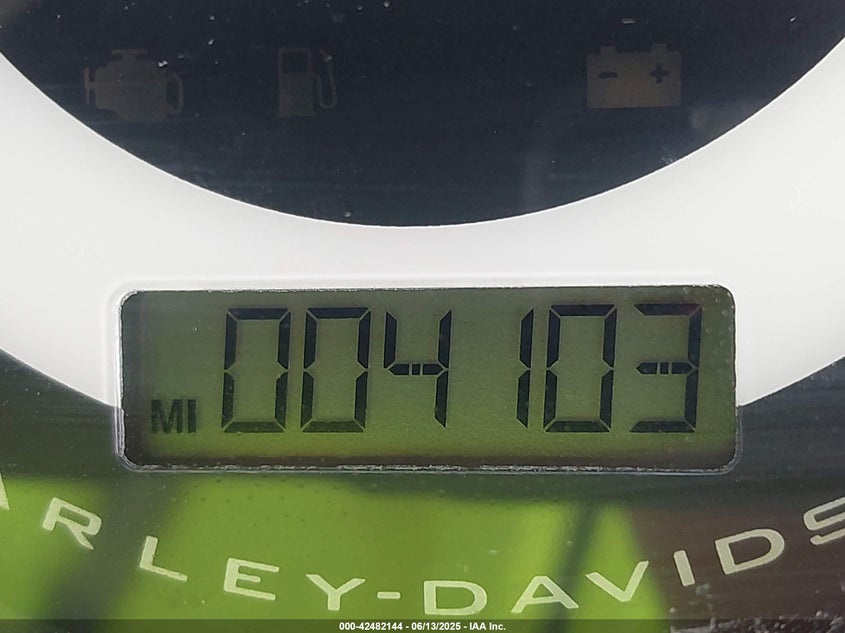 MI 004103
ARLEY-DAVIDS
000-42482144 - 06/13/2025 - IAA Inc.